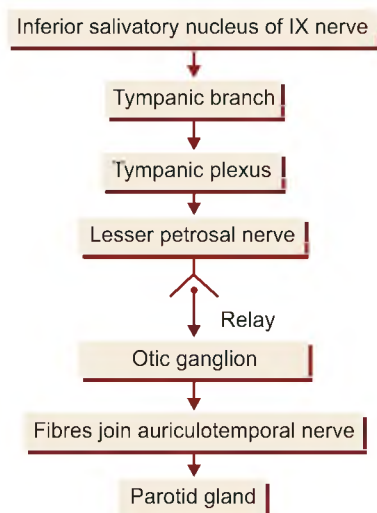 Inferior salivatory nucleus of IX nerve
Tympanic branch
Tympanic plexus
Lesser petrosal nerve
Relay
Otic ganglion
Fibres join auriculotemporal nerve
Parotid gland